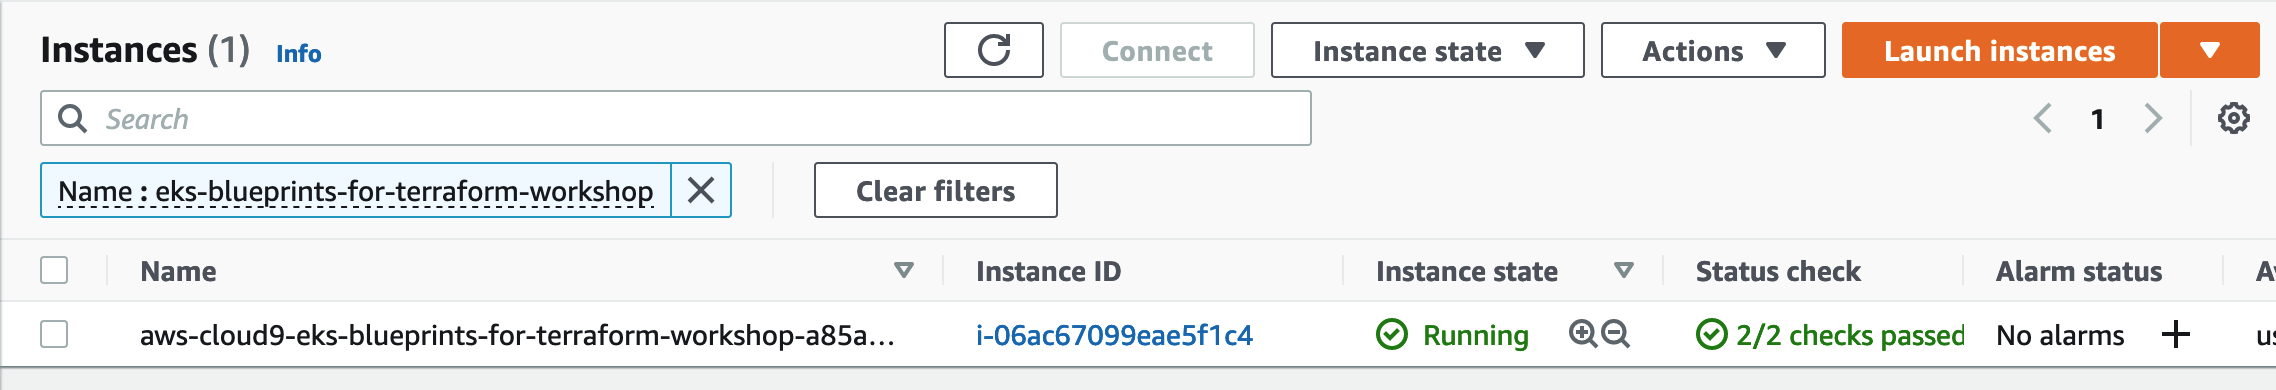 Instances (1) Info Connect Instance state Actions Launch instances
Search 1
Name : eks-blueprints-for-terraform-workshop Clear filters
Name Instance ID Instance state Status check Alarm status
aws-cloud9-eks-blueprints-for-terraform-workshop-a85a... i-06ac67099eae5f1c4 Running 2/2 checks passed No alarms